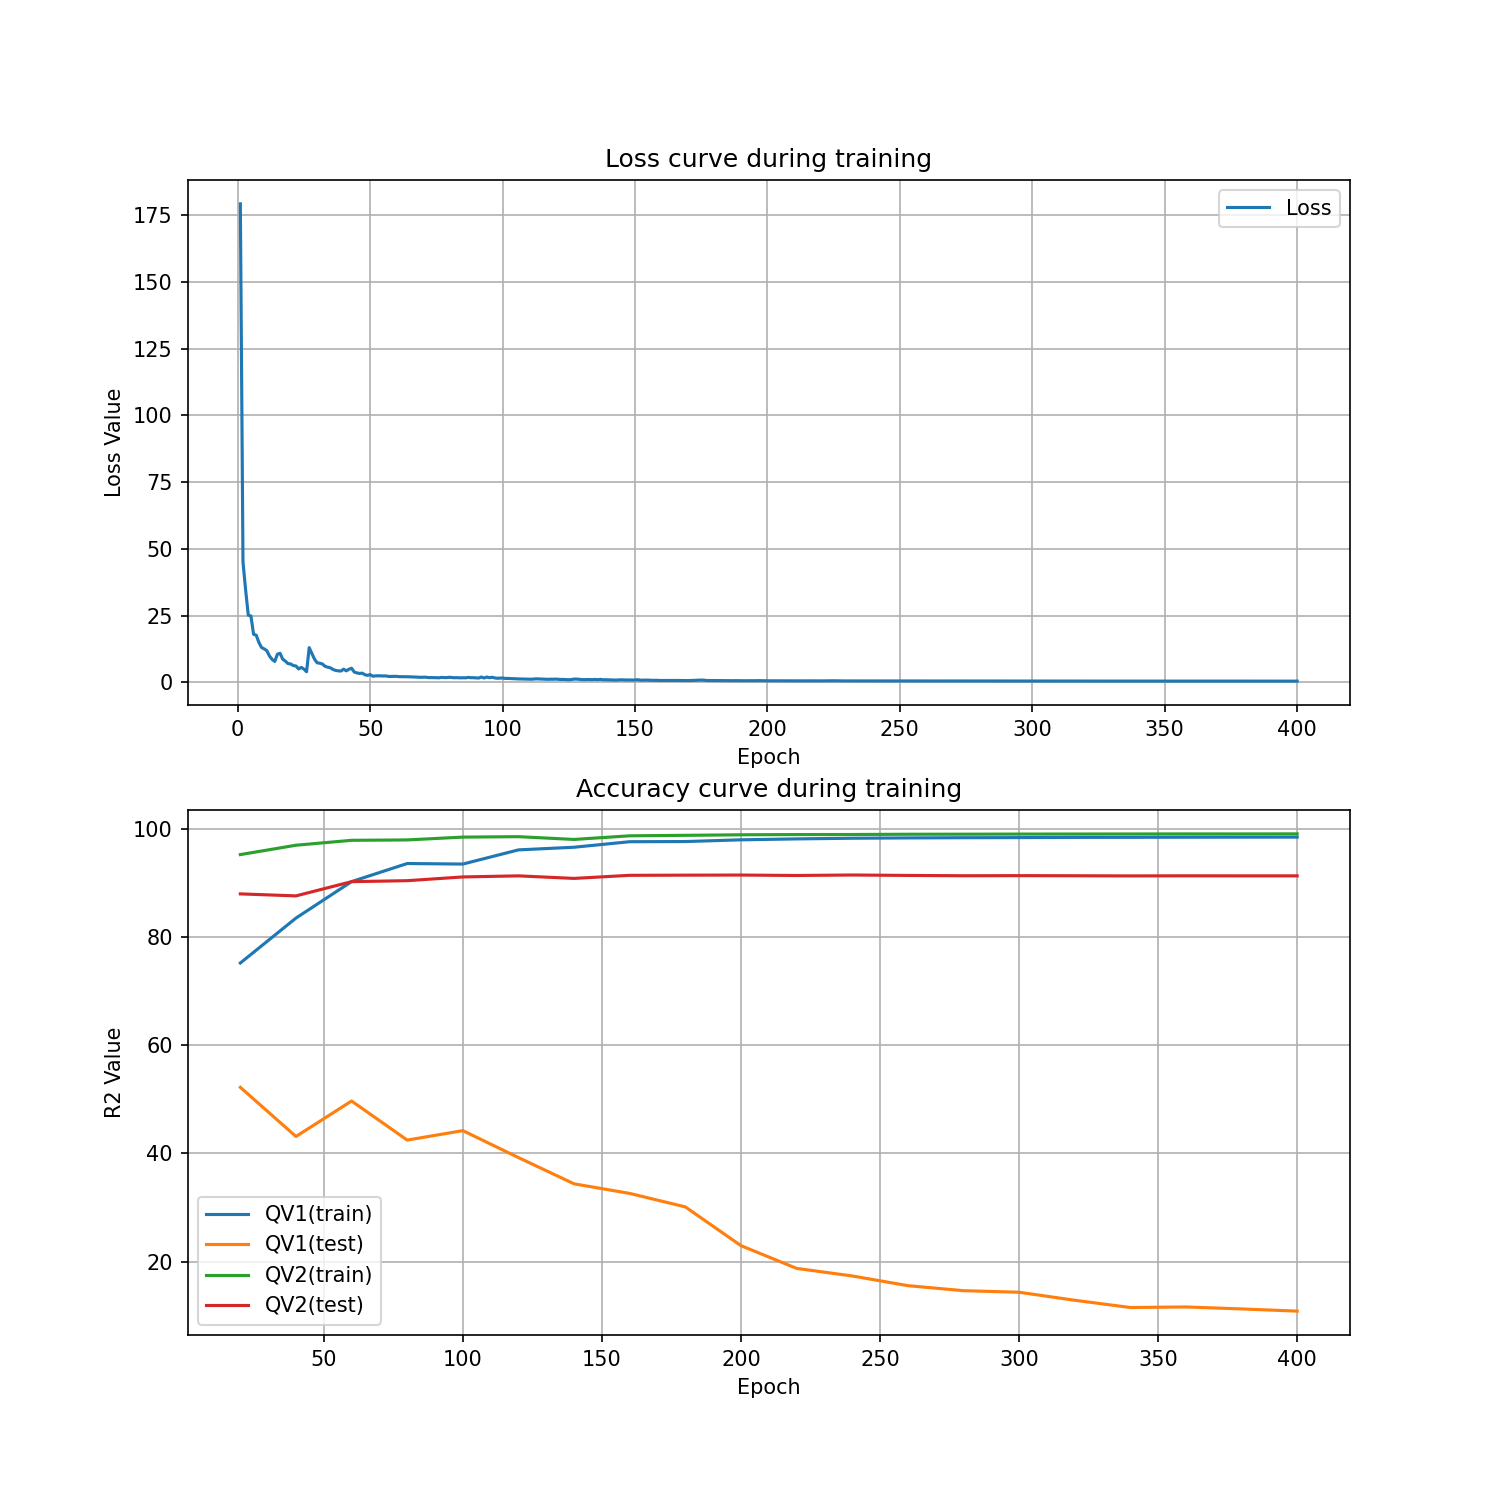 Loss curve during training
Loss
175
150
125
100
75
50
25
0
Loss Value
0 50 100 150 200 250 300 350 400
Epoch
Accuracy curve during training
100
80
60
40
20
R2 Value
QV1(train)
QV1(test)
QV2(train)
QV2(test)
50 100 150 200 250 300 350 400
Epoch